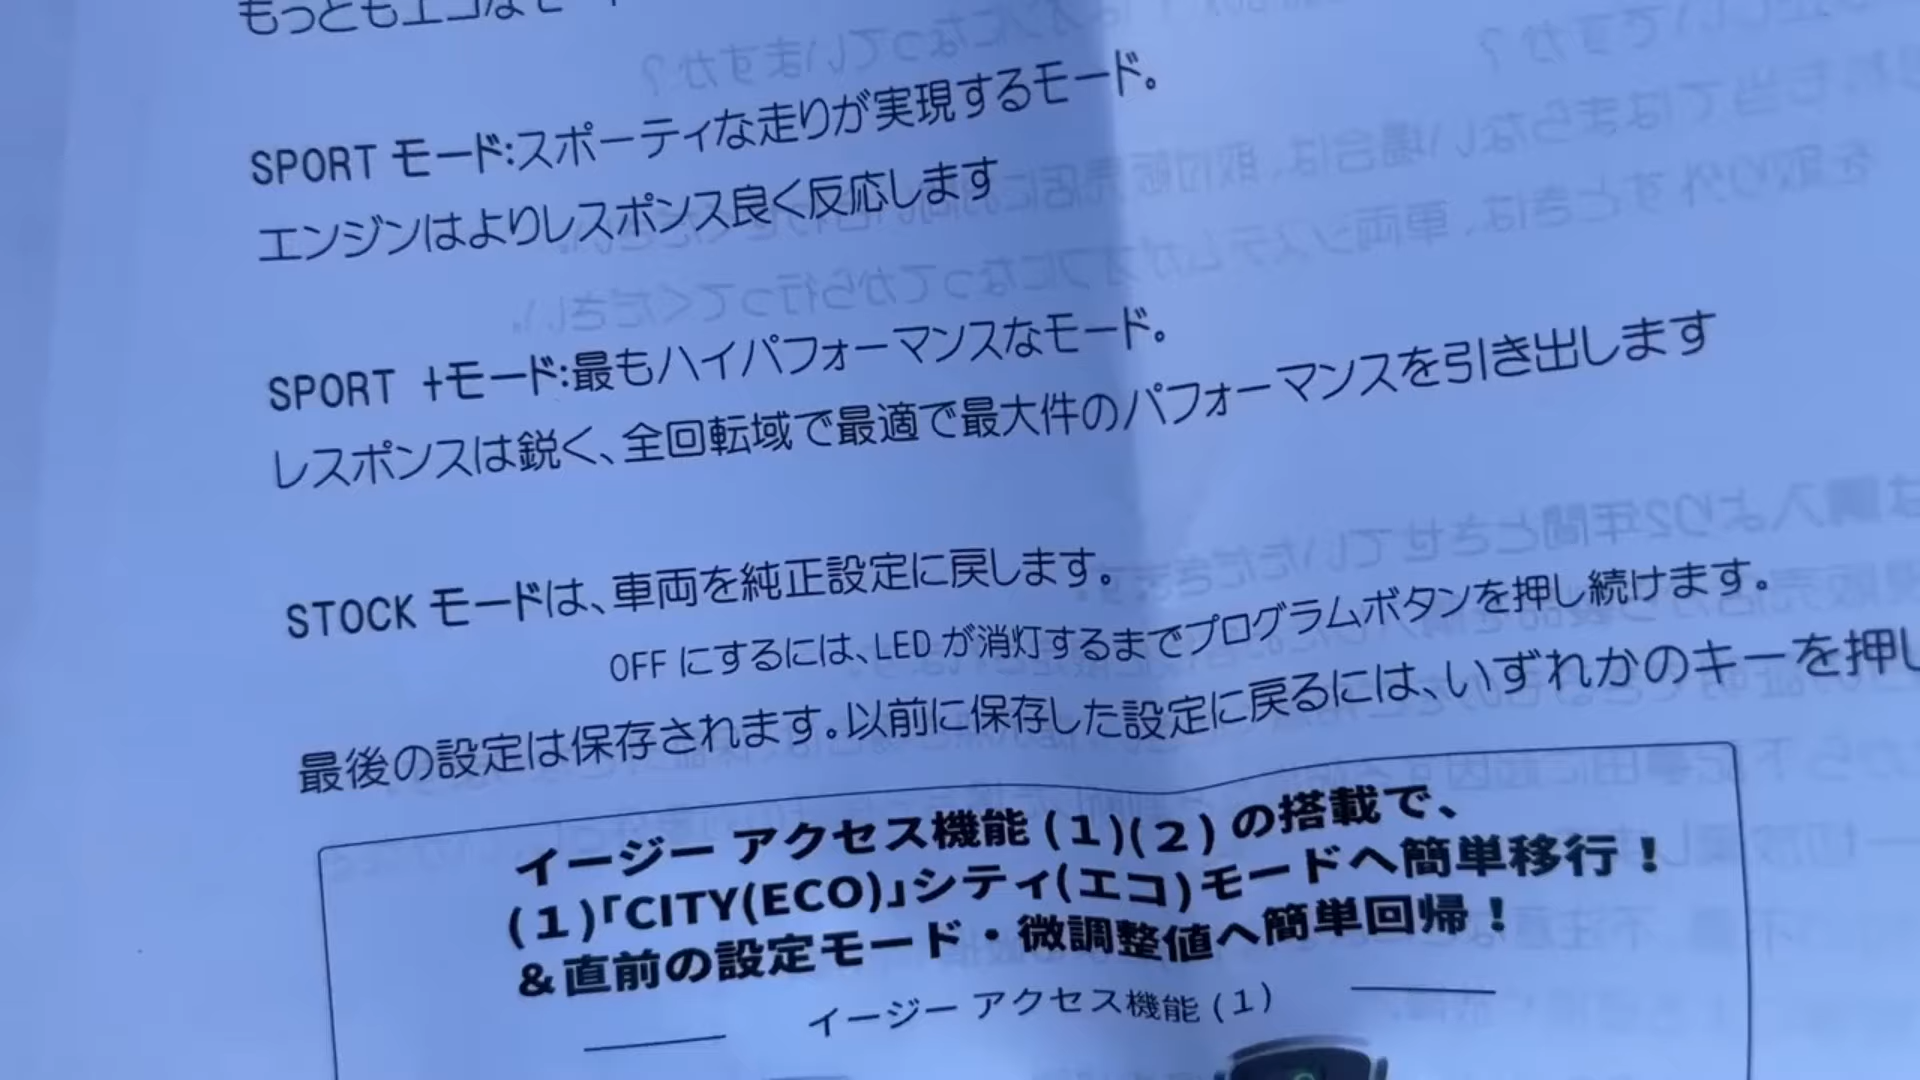 もっともエコなモー
SPORT モード:スポーティな走りが実現するモード。
エンジンはよりレスポンス良く反応します
SPORT +モード:最もハイパフォーマンスなモード。
レスポンスは鋭く、全回転域で最適で最大件のパフォーマンスを引き出します
STOCK モードは、車両を純正設定に戻します。
OFF にするには、LED が消灯するまでプログラムボタンを押し続けます。
最後の設定は保存されます。以前に保存した設定に戻るには、いずれかのキーを押し
イージー アクセス機能(1)(2)の搭載で、
(1)「CITY(ECO)」シティ(エコ)モードへ簡単移行!
&直前の設定モード・微調整値へ簡単回帰!
イージー アクセス機能(1)